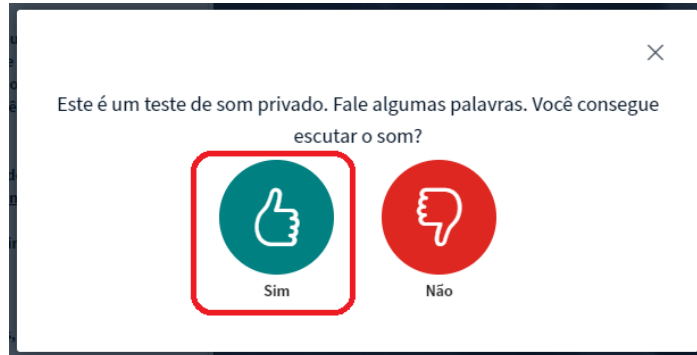 Este é um teste de som privado. Fale algumas palavras. Você consegue
escutar o som?
Sim
Não